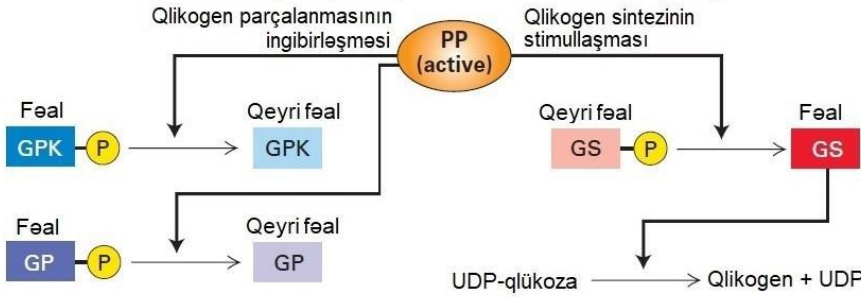 Qlikogen parçalanmasının
ingibirləşməsi
PP
(active)
Qlikogen sintezinin
stimullaşması
Fəal
GPK P
Qeyri fəal
GPK
Qeyri fəal
GS P
Fəal
GS
Fəal
GP P
Qeyri fəal
GP
UDP-qlükoza
Qlikogen + UDP